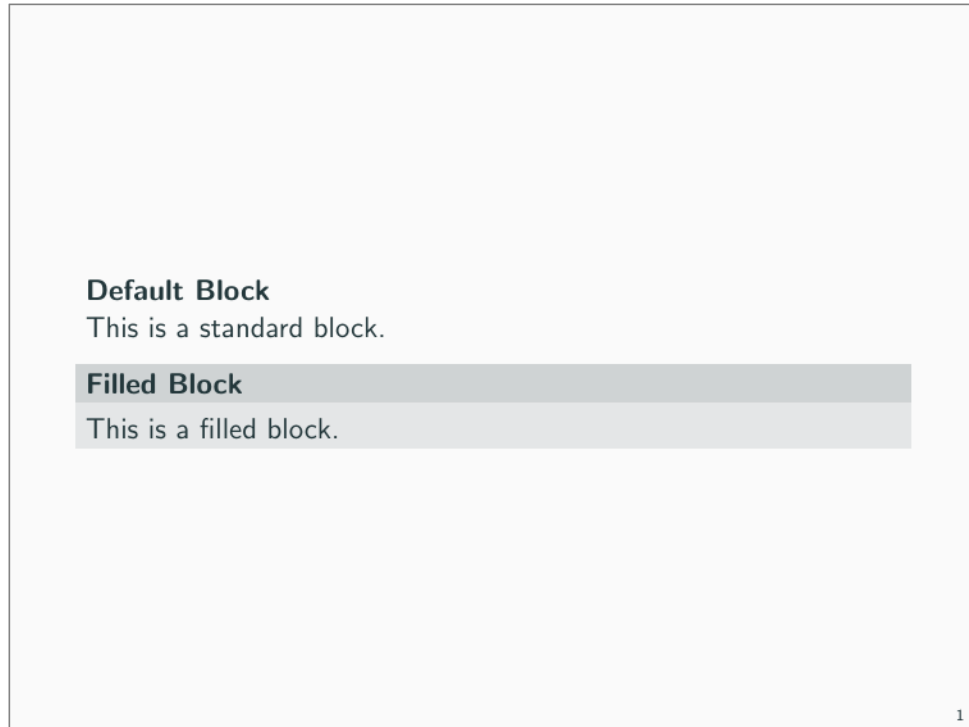 Default Block
This is a standard block.
Filled Block
This is a filled block.
1